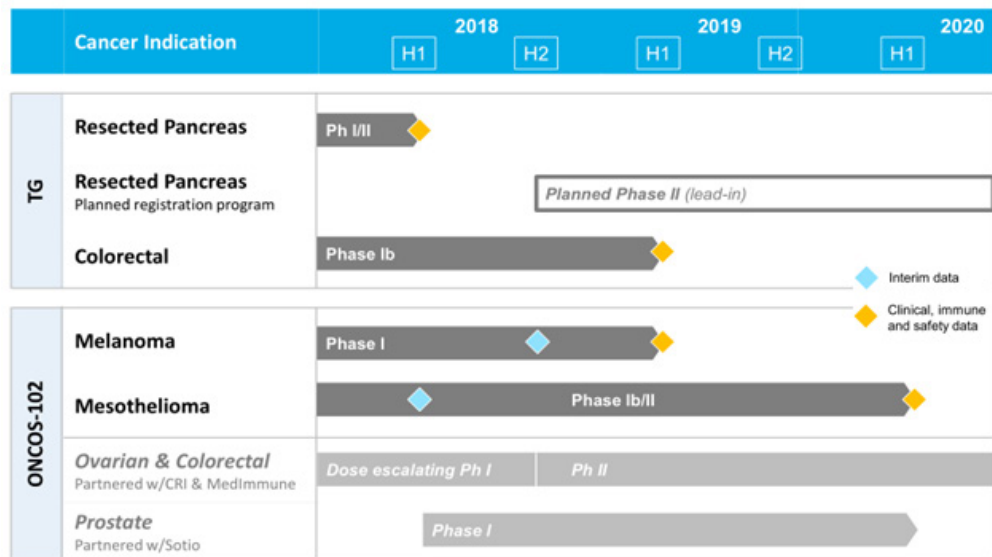 Cancer Indication
2018
2019
2020
H1
H2
H1
H2
H1
TG
Resected Pancreas
Ph I/II
Resected Pancreas
Planned registration program
Planned Phase II (lead-in)
Colorectal
Phase Ib
Interim data
Clinical, immune
and safety data
ONCOS-102
Melanoma
Phase I
Mesothelioma
Phase Ib/II
Ovarian & Colorectal
Partnered w/CRI & MedImmune
Dose escalating Ph I
Ph II
Prostate
Partnered w/Sotio
Phase I